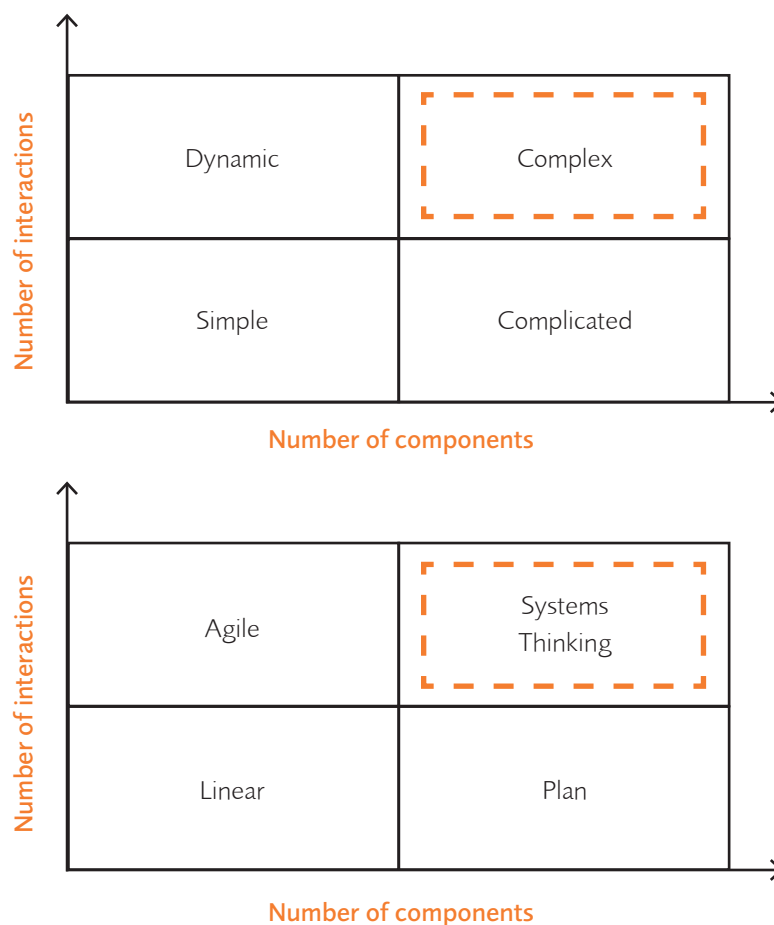 Number of interactions
Dynamic
Complex
Simple
Complicated
Number of components
Number of interactions
Agile
Systems
Thinking
Linear
Plan
Number of components